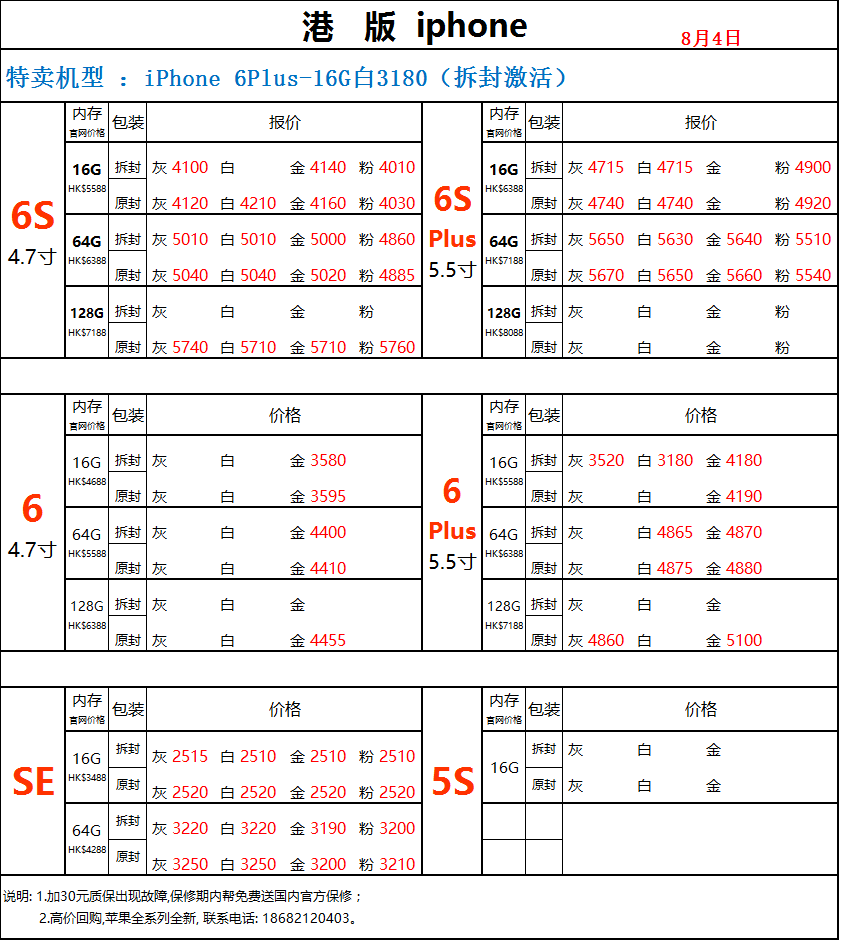 港 版 iphone
8月4日
特卖机型 : iPhone 6Plus-16G白3180（拆封激活）
6S
4.7寸
内存
官网价格
包装
报价
16G
HK$5588
拆封 灰 4100 白 金 4140 粉 4010
原封 灰 4120 白 4210 金 4160 粉 4030
64G
HK$6388
拆封 灰 5010 白 5010 金 5000 粉 4860
原封 灰 5040 白 5040 金 5020 粉 4885
128G
HK$7188
拆封 灰 白 金 粉
原封 灰 5740 白 5710 金 5710 粉 5760
6S
Plus
5.5寸
内存
官网价格
包装
报价
16G
HK$6388
拆封 灰 4715 白 4715 金 粉 4900
原封 灰 4740 白 4740 金 粉 4920
64G
HK$7188
拆封 灰 5650 白 5630 金 5640 粉 5510
原封 灰 5670 白 5650 金 5660 粉 5540
128G
HK$8088
拆封 灰 白 金 粉
原封 灰 白 金 粉
6
4.7寸
内存
官网价格
包装
价格
16G
HK$4688
拆封 灰 白 金 3580
原封 灰 白 金 3595
64G
HK$5588
拆封 灰 白 金 4400
原封 灰 白 金 4410
128G
HK$6388
拆封 灰 白 金
原封 灰 白 金 4455
6
Plus
5.5寸
内存
官网价格
包装
价格
16G
HK$5588
拆封 灰 3520 白 3180 金 4180
原封 灰 白 金 4190
64G
HK$6388
拆封 灰 白 4865 金 4870
原封 灰 白 4875 金 4880
128G
HK$7188
拆封 灰 白 金
原封 灰 4860 白 金 5100
SE
内存
官网价格
包装
价格
16G
HK$3488
拆封 灰 2515 白 2510 金 2510 粉 2510
原封 灰 2520 白 2520 金 2520 粉 2520
64G
HK$4288
拆封 灰 3220 白 3220 金 3190 粉 3200
原封 灰 3250 白 3250 金 3200 粉 3210
5S
内存
官网价格
包装
价格
16G
拆封 灰 白 金
原封 灰 白 金
说明: 1.加30元质保出现故障,保修期内帮免费送国内官方保修；
2.高价回购,苹果全系列全新, 联系电话: 18682120403。